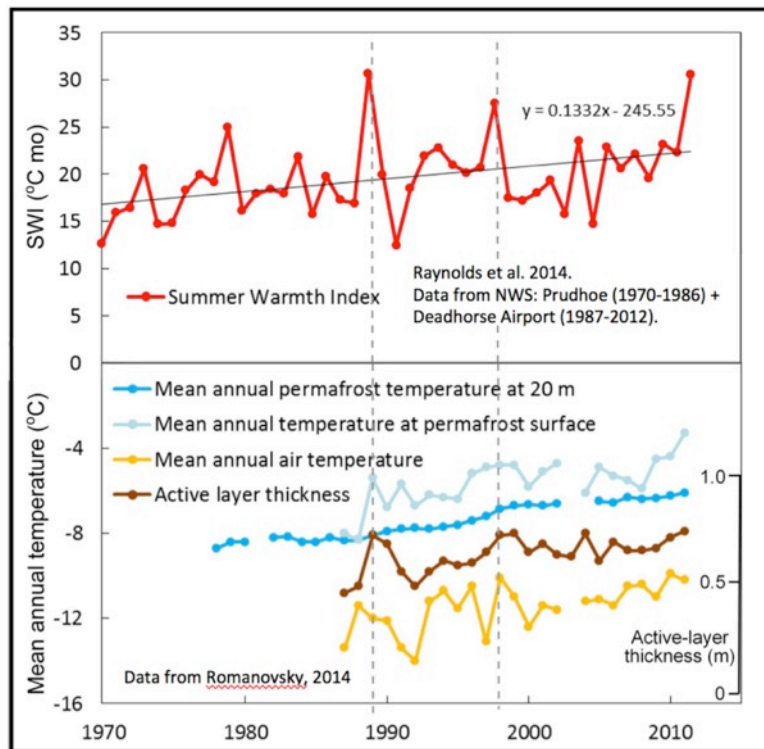 35
30
25
20
15
10
5
0
SWI (°C mo)
y = 0.1332x - 245.55
Summer Warmth Index
Raynolds et al. 2014.
Data from NWS: Prudhoe (1970-1986) +
Deadhorse Airport (1987-2012).
Mean annual permafrost temperature at 20 m
Mean annual temperature at permafrost surface
Mean annual air temperature
Active layer thickness
Mean annual temperature (°C)
-4
-8
-12
-16
1.0
0.5
0
Active-layer
thickness (m)
Data from Romanovsky, 2014
1970
1980
1990
2000
2010